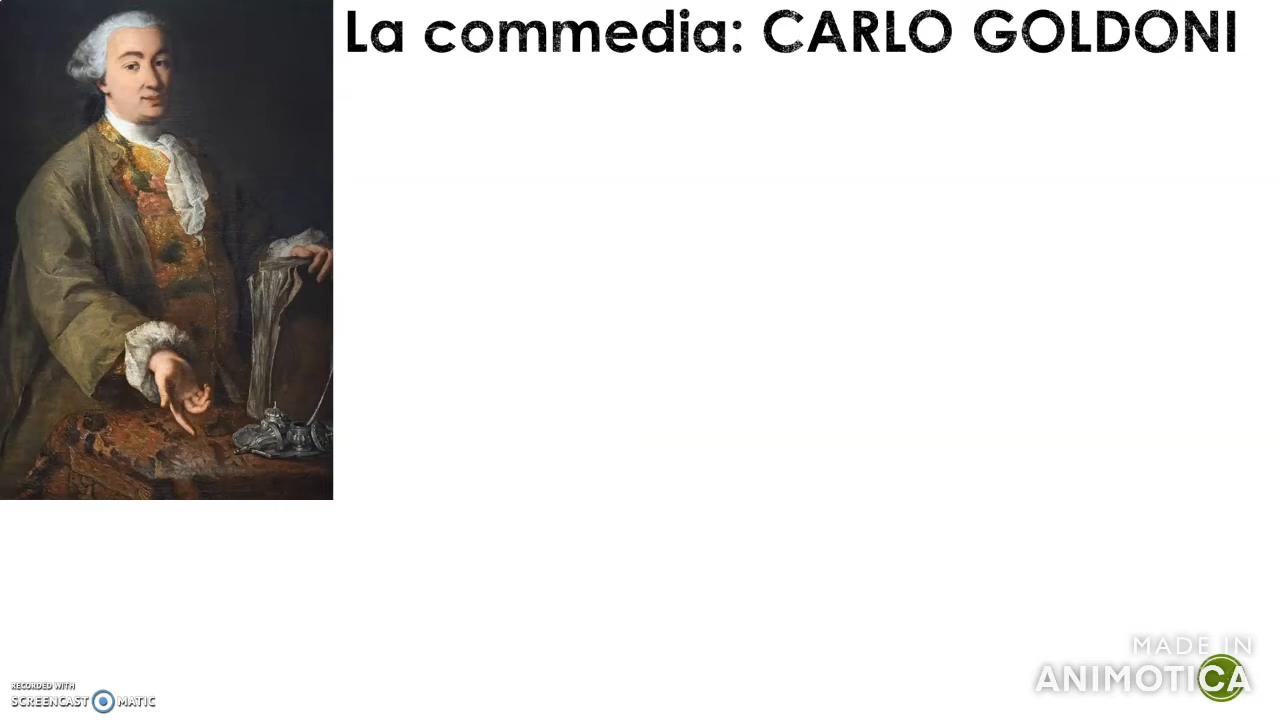 La commedia: CARLO GOLDONI
MADE IN
ANIMOTICA
RECORDED WITH
SCREENCAST MATIC